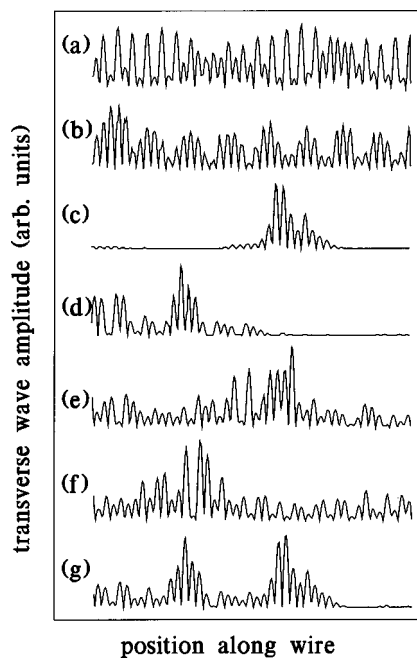 transverse wave amplitude (arb. units)
(a)
(b)
(c)
(d)
(e)
(f)
(g)
position along wire